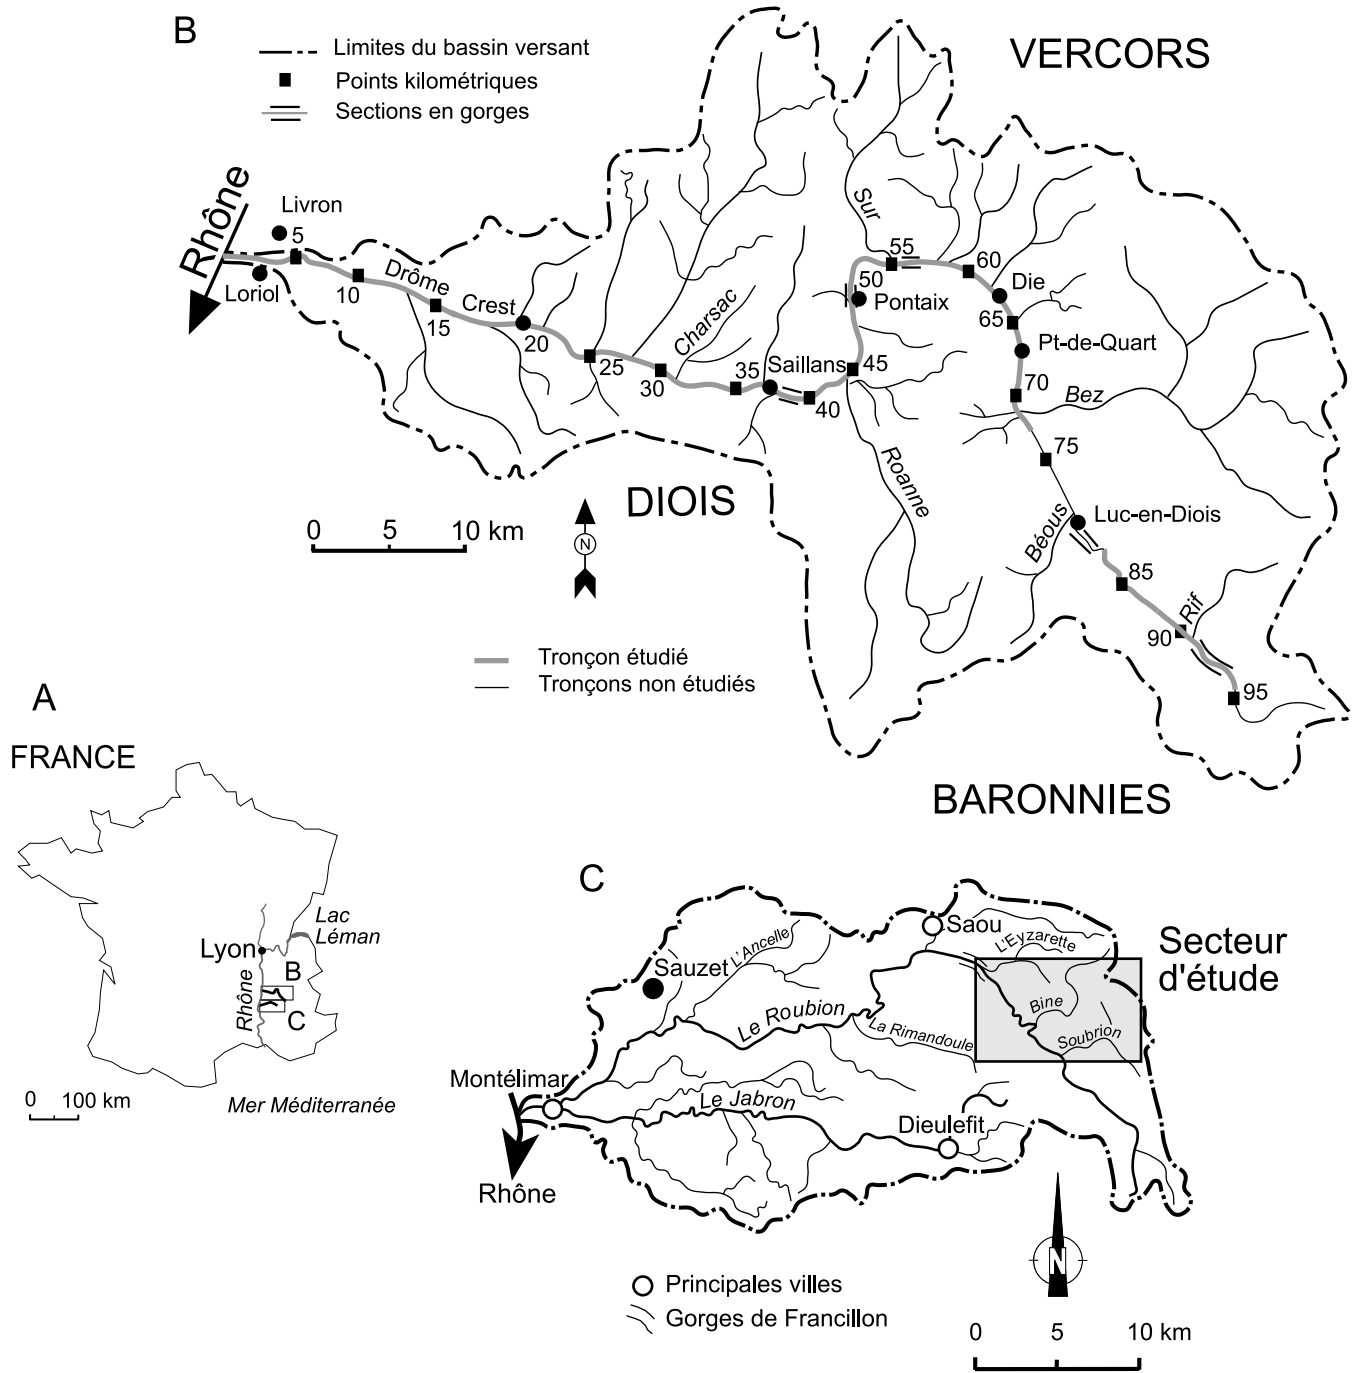 B
Limites du bassin versant
Points kilométriques
Sections en gorges
VERCORS
Rhône
Livron
5
Loriol
10
Drôme
15
Crest
20
25
Charsac
30
35
Saillans
40
45
Sur
50
Pontaix
55
60
Die
65
Pt-de-Quart
70
Bez
75
Roanne
Béous
Luc-en-Diois
85
Rif
90
95
DIOIS
0 5 10 km
N
Tronçon étudié
Tronçons non étudiés
BARONNIES
A
FRANCE
Lac
Léman
Lyon
B
Rhône
C
0 100 km
Mer Méditerranée
C
Saou
L'Eyzarette
L'Ancelle
Sauzet
Secteur
d'étude
Bine
Le Roubion
La Rimandoule
Soubrion
Montélimar
Le Jabron
Dieulefit
Rhône
N
Principales villes
Gorges de Francillon
0 5 10 km